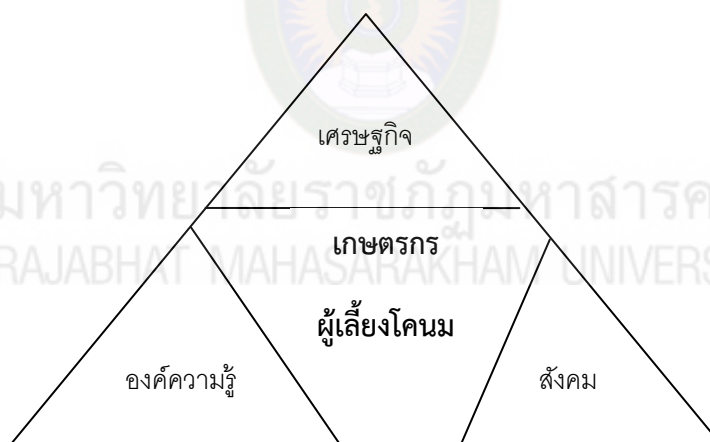 เศรษฐกิจ
มหาวิทยาลัยราชภัฏมหาสารค
RAJABHAT MAHASARAKHAM UNIVERS
เกษตรกร
ผู้เลี้ยงโคนม
องค์ความรู้
สังคม